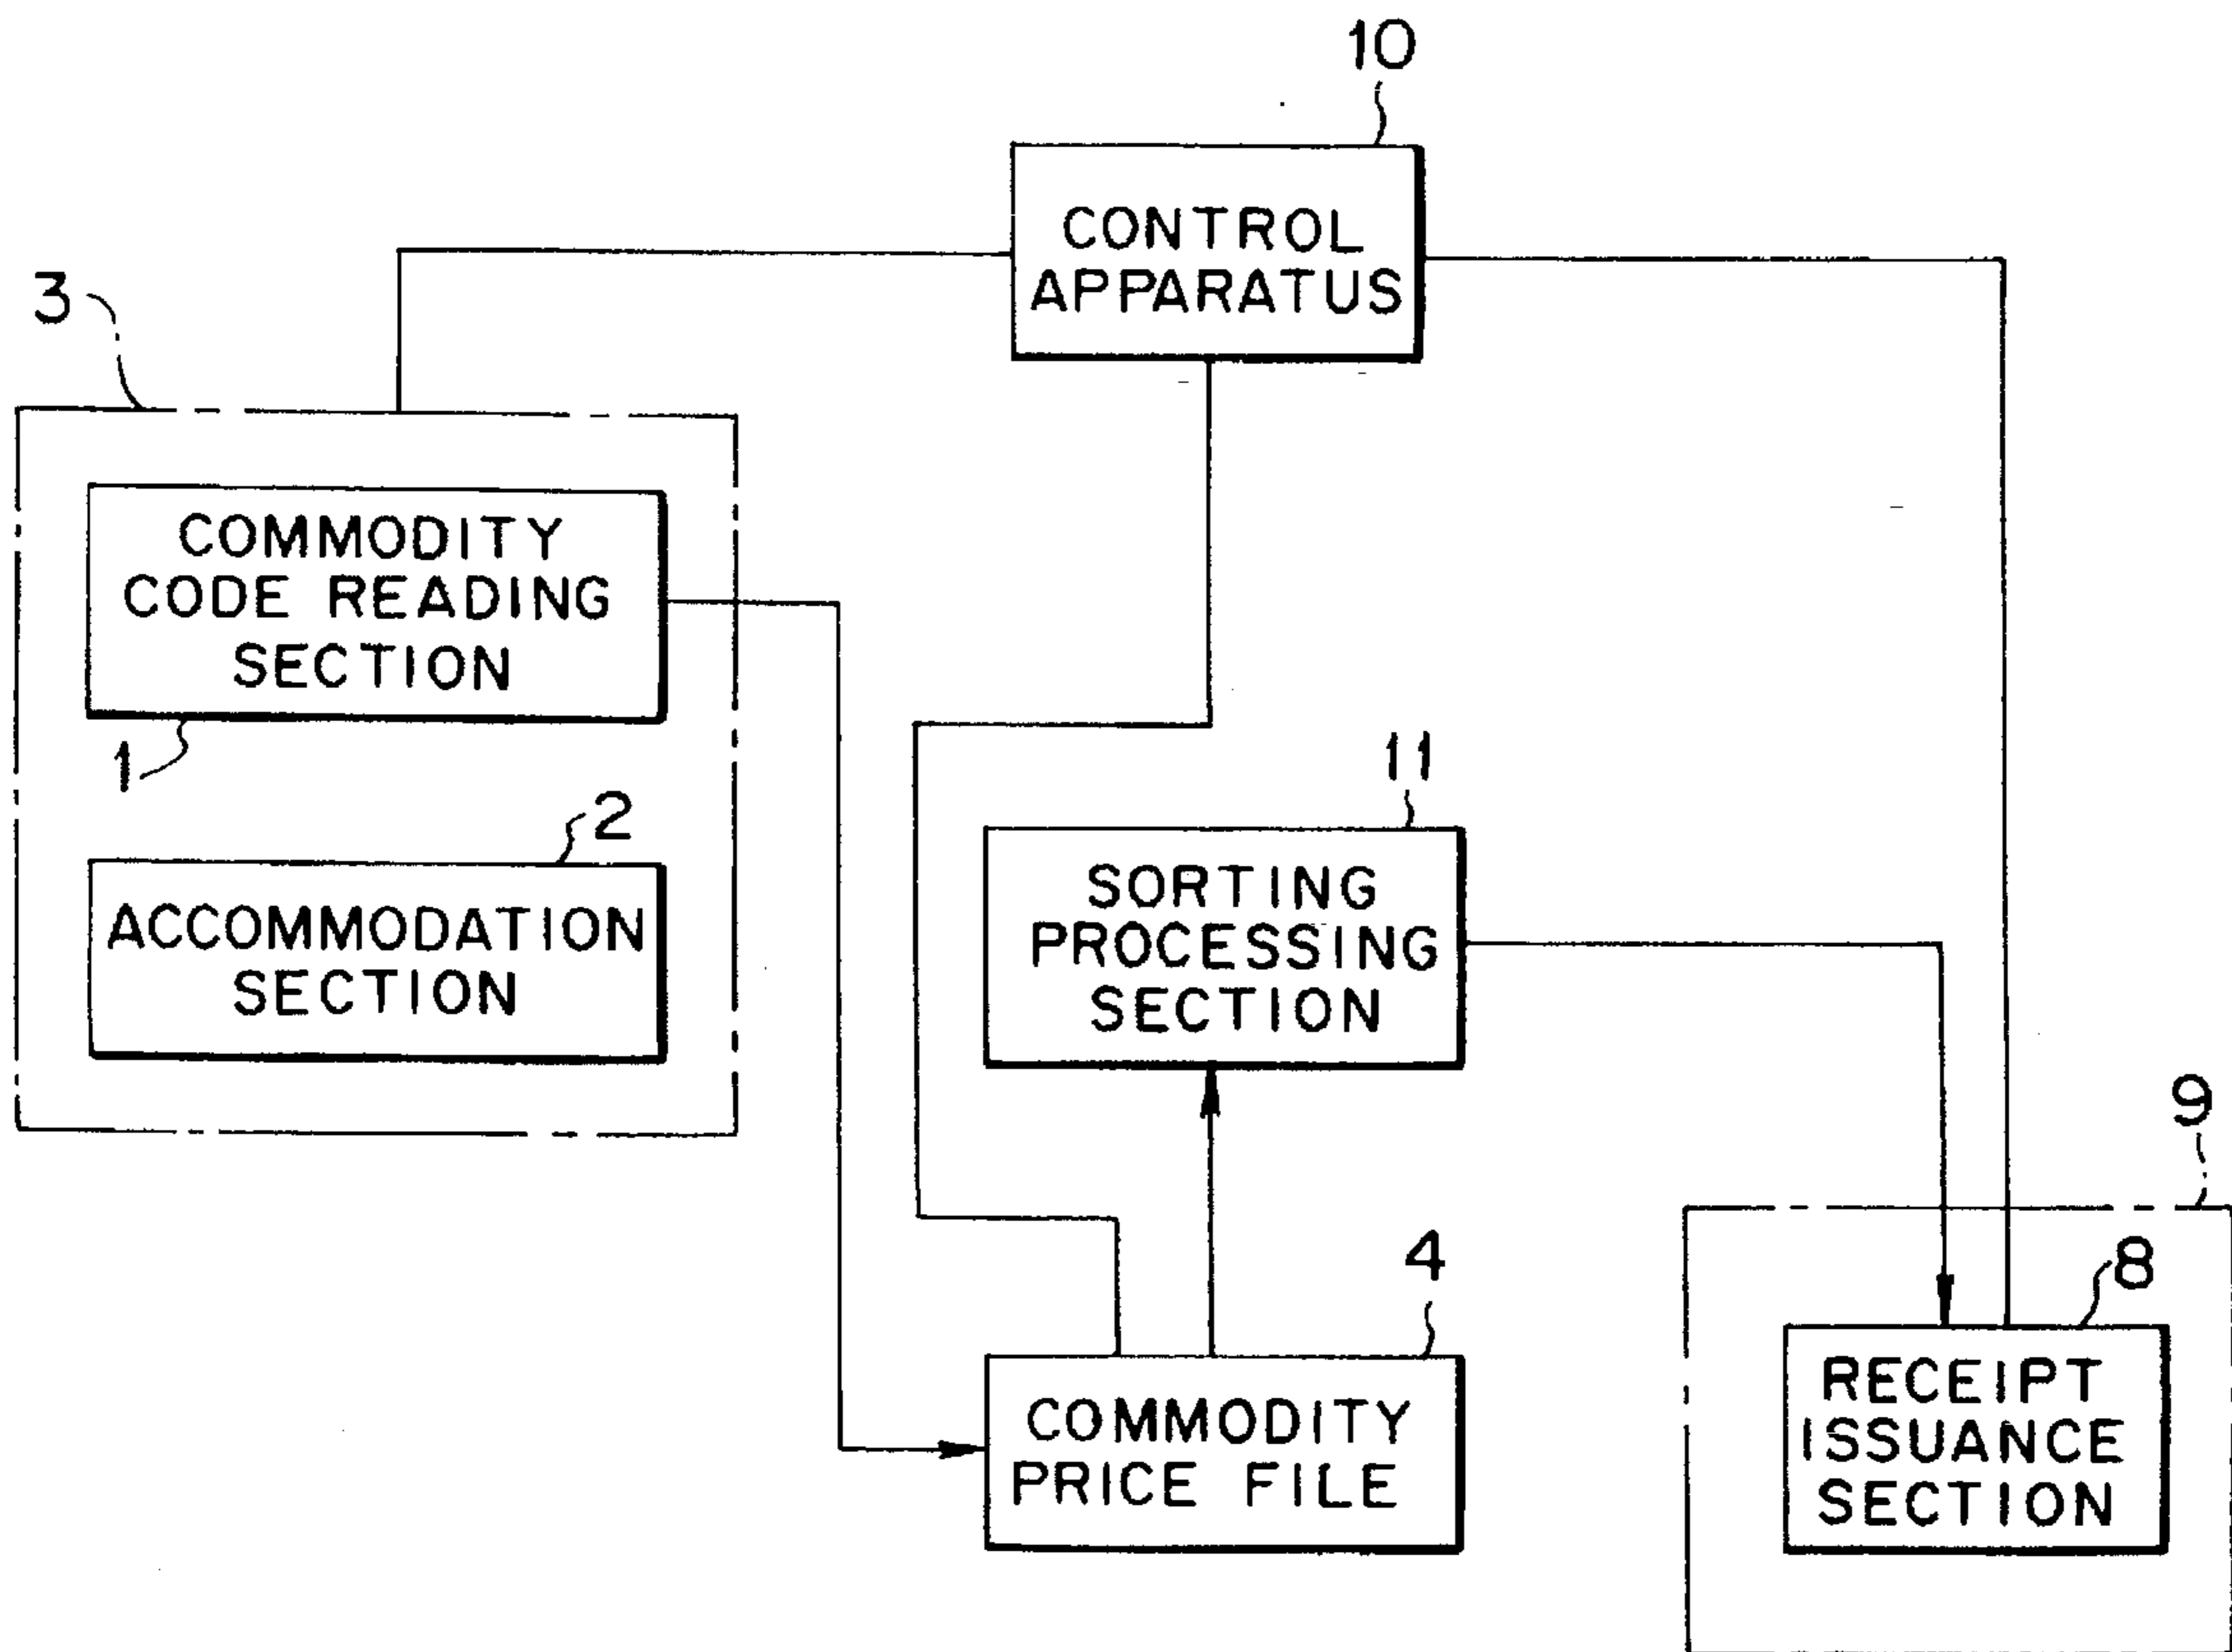 10
CONTROL
APPARATUS
3
COMMODITY
CODE READING
SECTION
1
2
ACCOMMODATION
SECTION
11
SORTING
PROCESSING
SECTION
9
4
COMMODITY
PRICE FILE
8
RECEIPT
ISSUANCE
SECTION